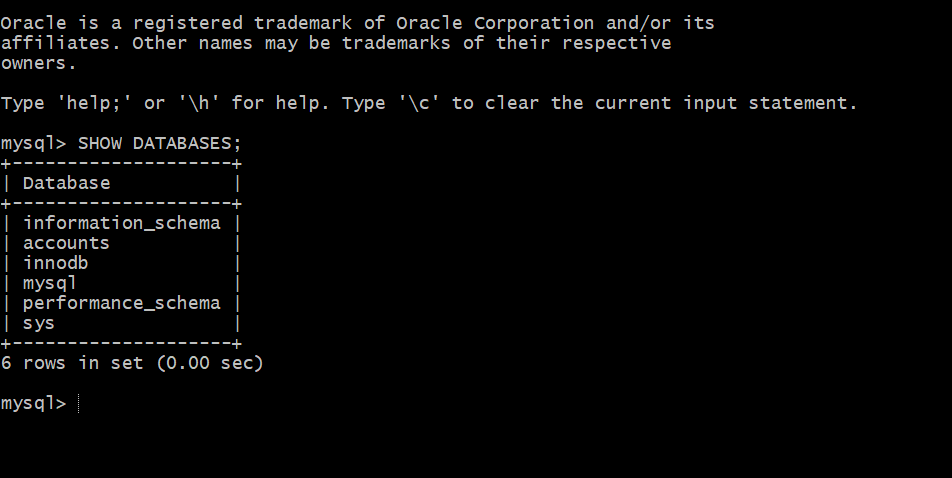 Oracle is a registered trademark of Oracle Corporation and/or its
affiliates. Other names may be trademarks of their respective
owners.
Type 'help;' or '\h' for help. Type '\c' to clear the current input statement.
mysql> SHOW DATABASES;
+--------------------+
| Database           |
+--------------------+
| information_schema |
| accounts           |
| innodb             |
| mysql              |
| performance_schema |
| sys                |
+--------------------+
6 rows in set (0.00 sec)
mysql>